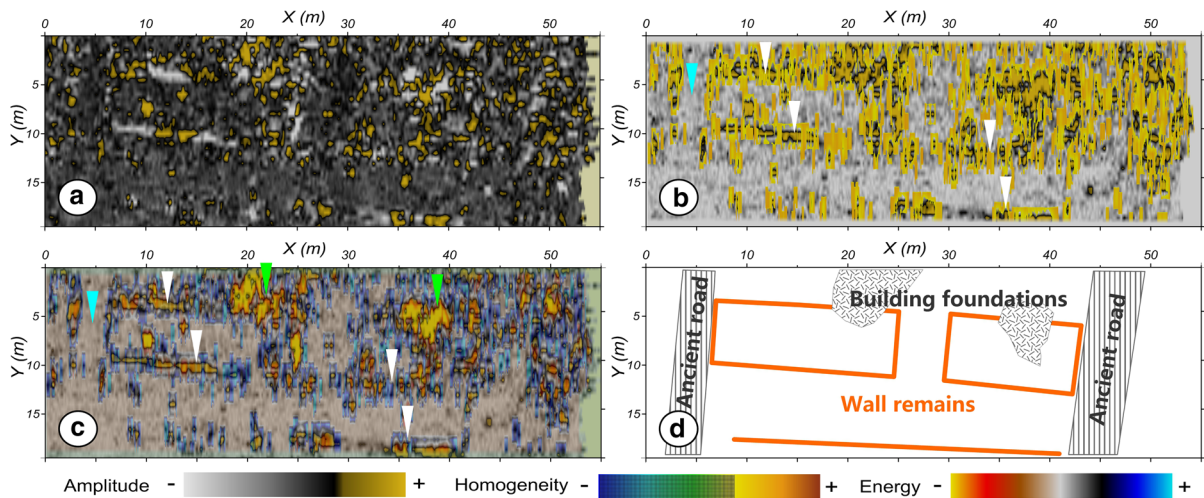 X (m)
0 10 20 30 40 50
Y (m)
5
10
15
a
X (m)
0 10 20 30 40 50
Y (m)
5
10
15
b
X (m)
0 10 20 30 40 50
Y (m)
5
10
15
c
X (m)
0 10 20 30 40 50
Y (m)
5
10
15
Ancient road
Building foundations
Ancient road
Wall remains
d
Amplitude - + Homogeneity - + Energy - +